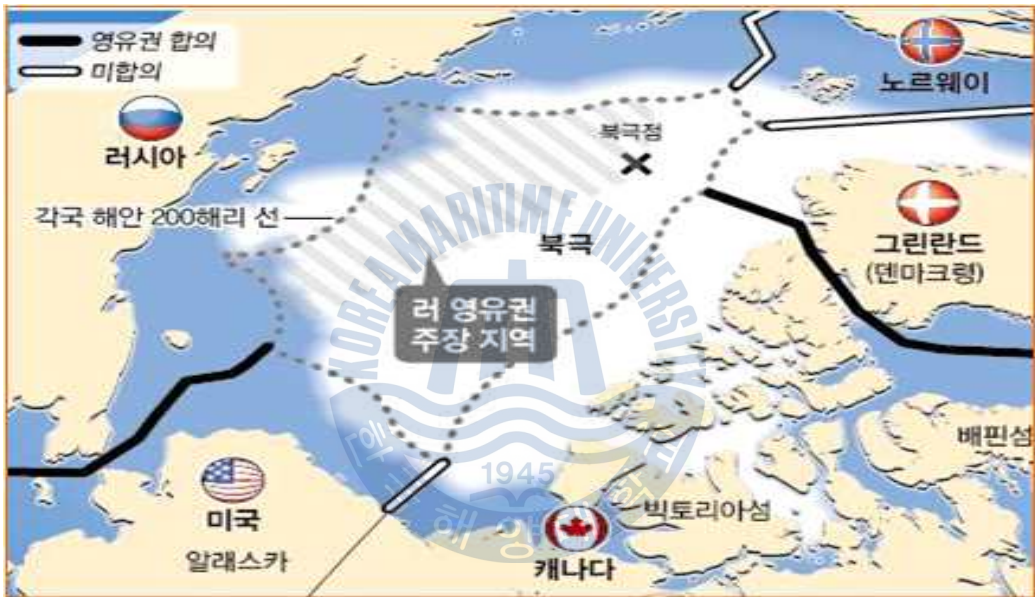 영유권 합의
미합의
노르웨이
러시아
북극점
각국 해안 200해리 선
북극
그린란드
(덴마크령)
러 영유권
주장 지역
KOREA MARITIME UNIVERSITY
1945
배핀섬
미국
알래스카
빅토리아섬
캐나다